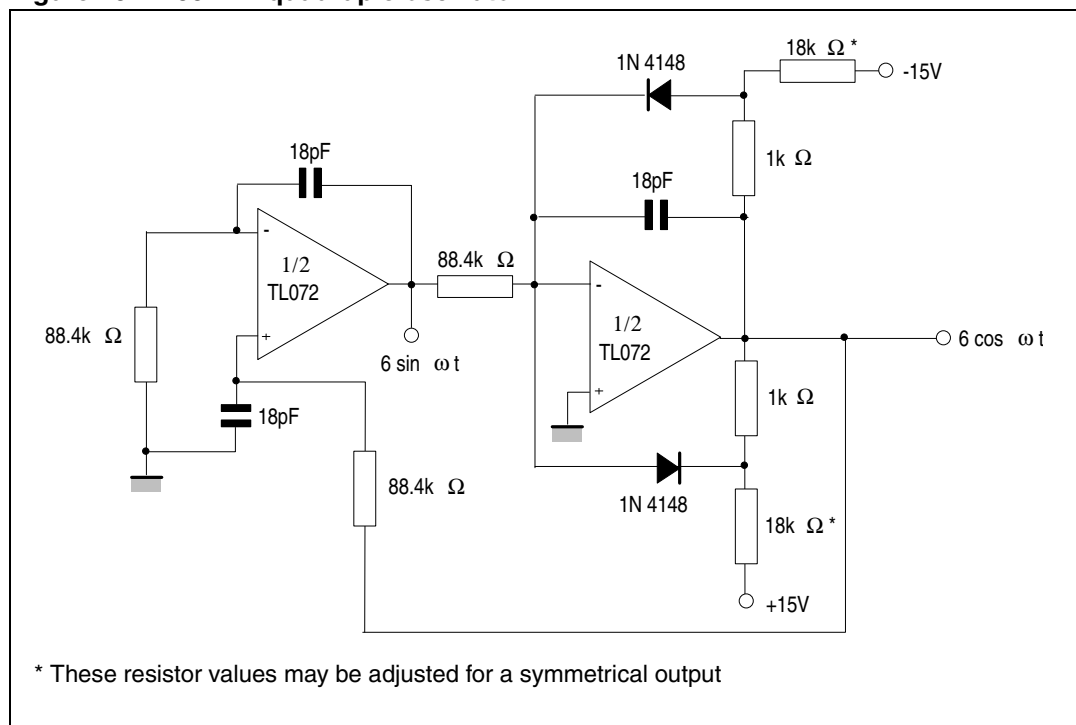 18k Ω *
1N 4148
-15V
18pF
1k Ω
18pF
-
1/2
TL072
88.4k Ω
-
88.4k Ω
+
1/2
TL072
6 cos ω t
6 sin ω t
+
1k Ω
18pF
88.4k Ω
1N 4148
18k Ω *
+15V
* These resistor values may be adjusted for a symmetrical output